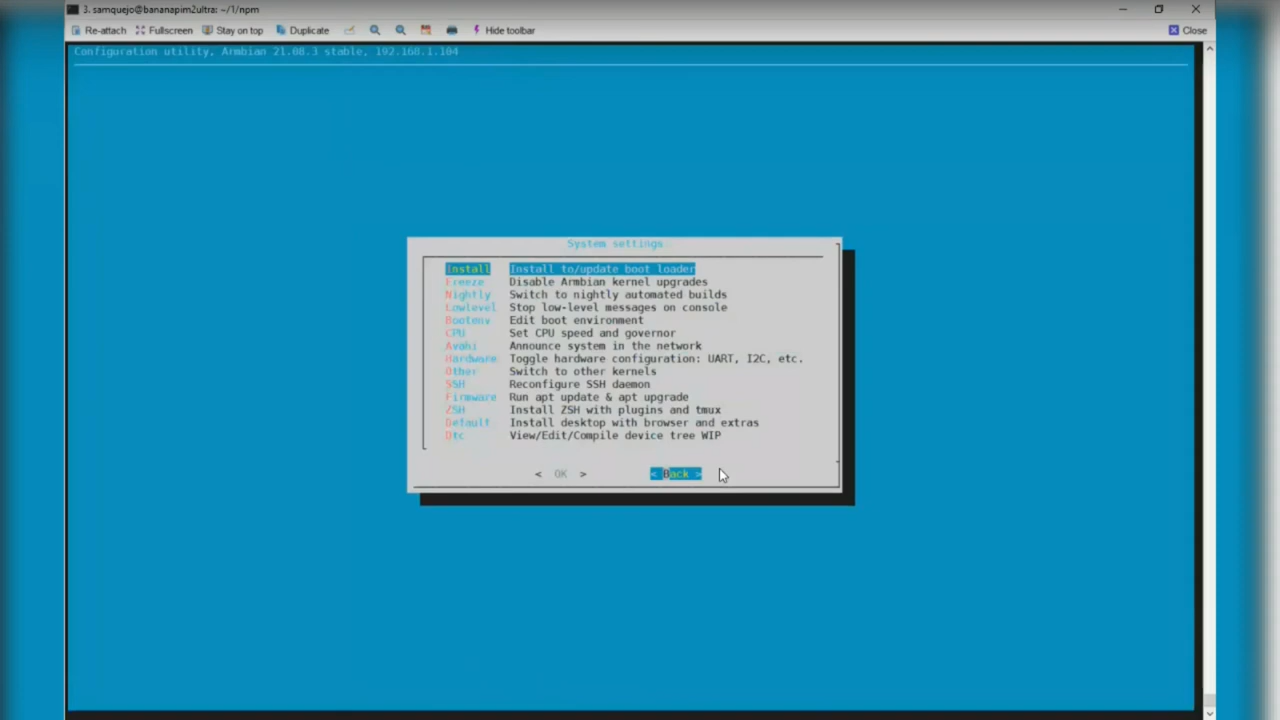 3. samquejo@bananapim2ultra: ~/1/npm
Re-attach Fullscreen Stay on top Duplicate Hide toolbar Close
Configuration utility, Armbian 21.08.3 stable, 192.168.1.104
System settings
Install Install to/update boot loader
Freeze Disable Armbian kernel upgrades
Nightly Switch to nightly automated builds
Lowlevel Stop low-level messages on console
Bootenv Edit boot environment
CPU Set CPU speed and governor
Avahi Announce system in the network
Hardware Toggle hardware configuration: UART, I2C, etc.
Other Switch to other kernels
SSH Reconfigure SSH daemon
Firmware Run apt update & apt upgrade
ZSH Install ZSH with plugins and tmux
Default Install desktop with browser and extras
Dtc View/Edit/Compile device tree WIP
< OK > < Back >